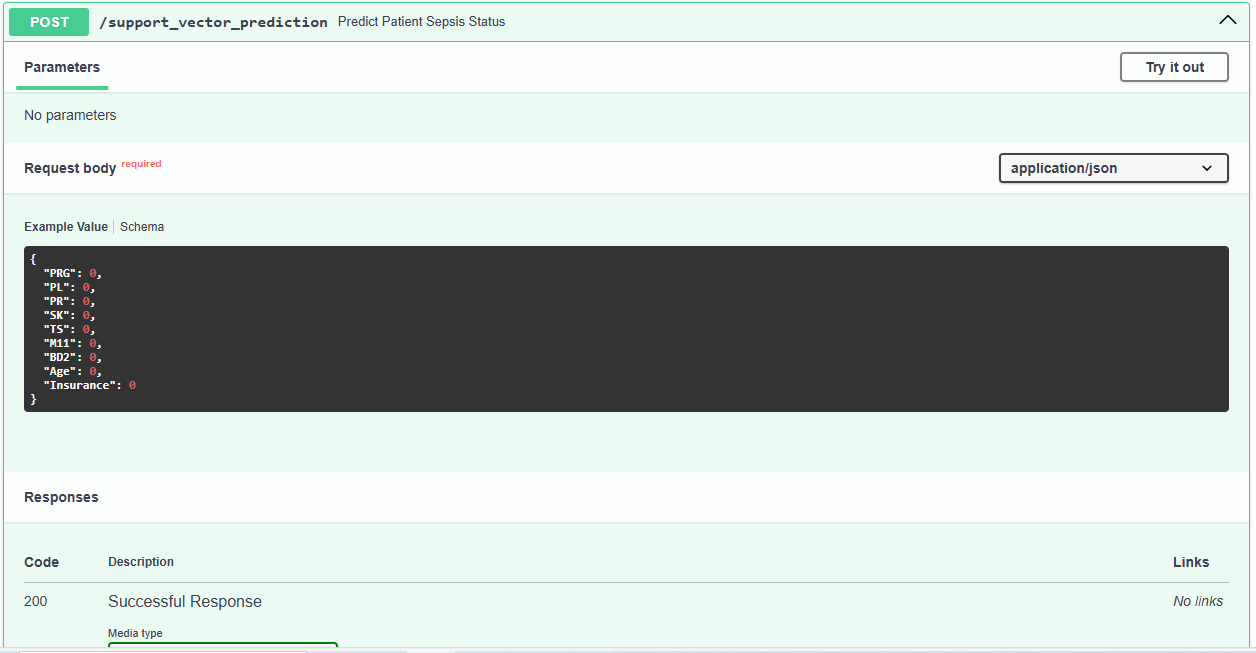 POST /support_vector_prediction Predict Patient Sepsis Status
Parameters Try it out
No parameters
Request body required application/json
Example Value Schema
{
"PRG": 0,
"PL": 0,
"PR": 0,
"SK": 0,
"TS": 0,
"M11": 0,
"BD2": 0,
"Age": 0,
"Insurance": 0
}
Responses
Code Description Links
200 Successful Response No links
Media type